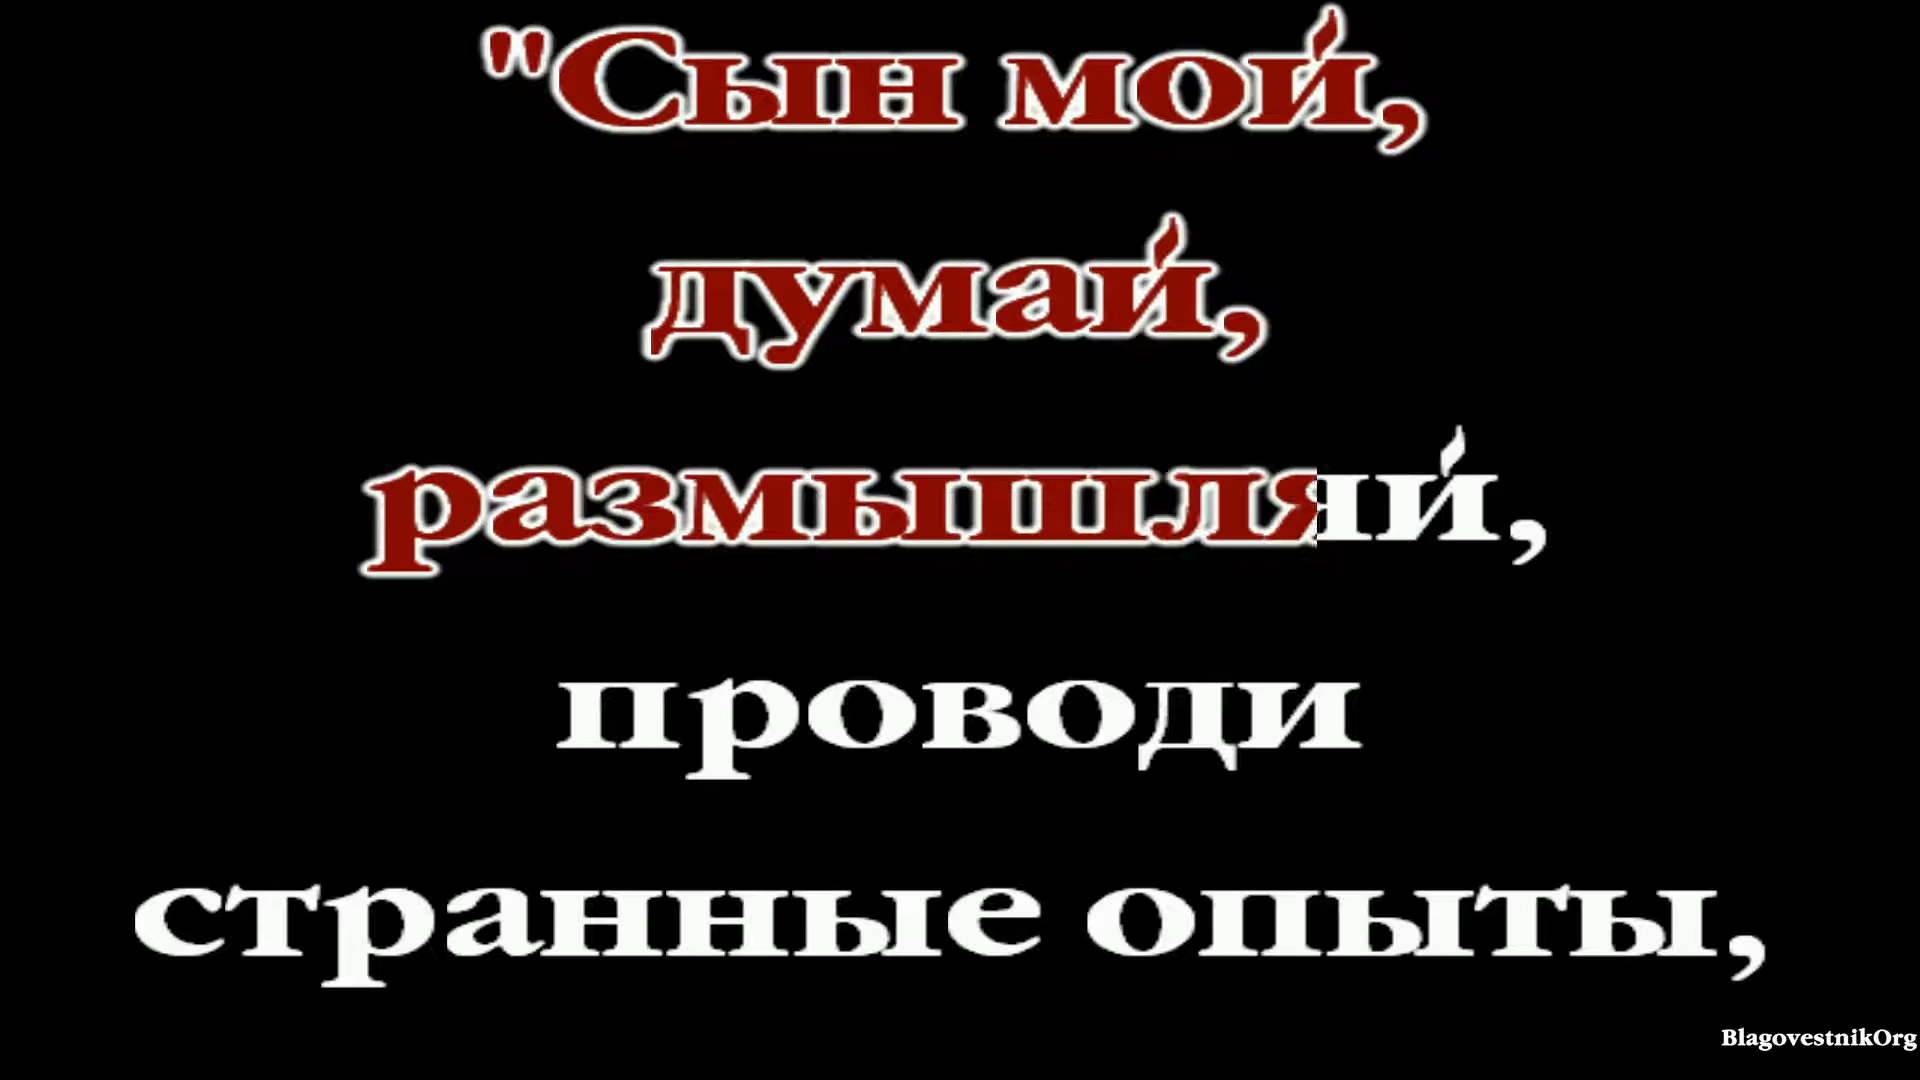 "Сын мой,
думай,
размышляй,
проводи
странные опыты,
BlagovestnikOrg